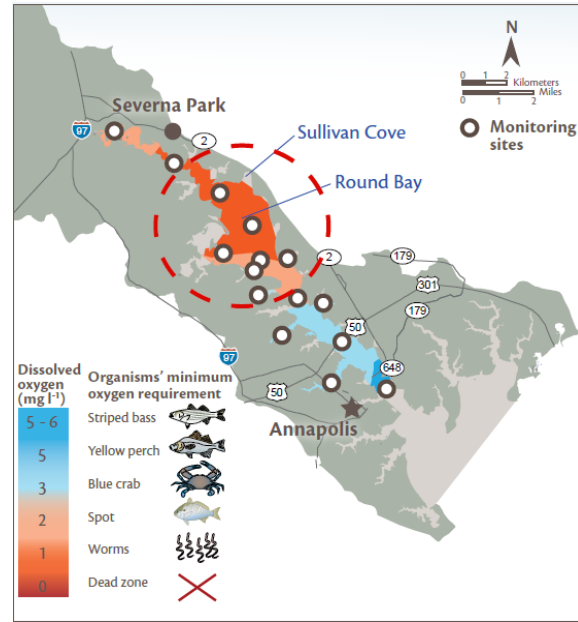 N
0 1 2
Kilometers
Miles
0 1 2
Monitoring
sites
Severna Park
97
2
Sullivan Cove
Round Bay
2
179
301
179
50
97
648
50
Annapolis
Dissolved
oxygen
(mg l-1)
Organisms' minimum
oxygen requirement
5 - 6
Striped bass
5
Yellow perch
3
Blue crab
2
Spot
1
Worms
0
Dead zone